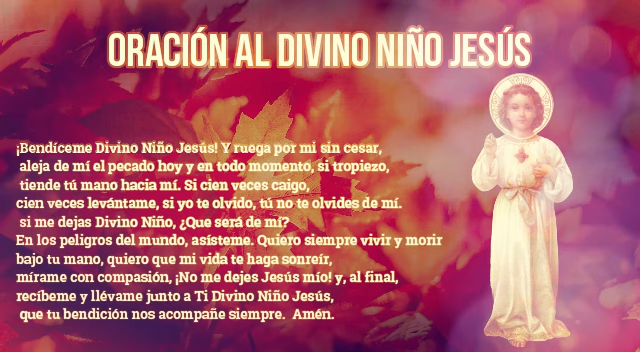 ORACIÓN AL DIVINO NIÑO JESÚS
¡Bendíceme Divino Niño Jesús! Y ruega por mi sin cesar,
aleja de mí el pecado hoy y en todo momento, si tropiezo,
tiende tú mano hacia mí. Si cien veces caigo,
cien veces levántame, si yo te olvido, tú no te olvides de mí.
si me dejas Divino Niño, ¿Que será de mí?
En los peligros del mundo, asísteme. Quiero siempre vivir y morir
bajo tu mano, quiero que mi vida te haga sonreír,
mírame con compasión, ¡No me dejes Jesús mío! y, al final,
recíbeme y llévame junto a Ti Divino Niño Jesús,
que tu bendición nos acompañe siempre. Amén.